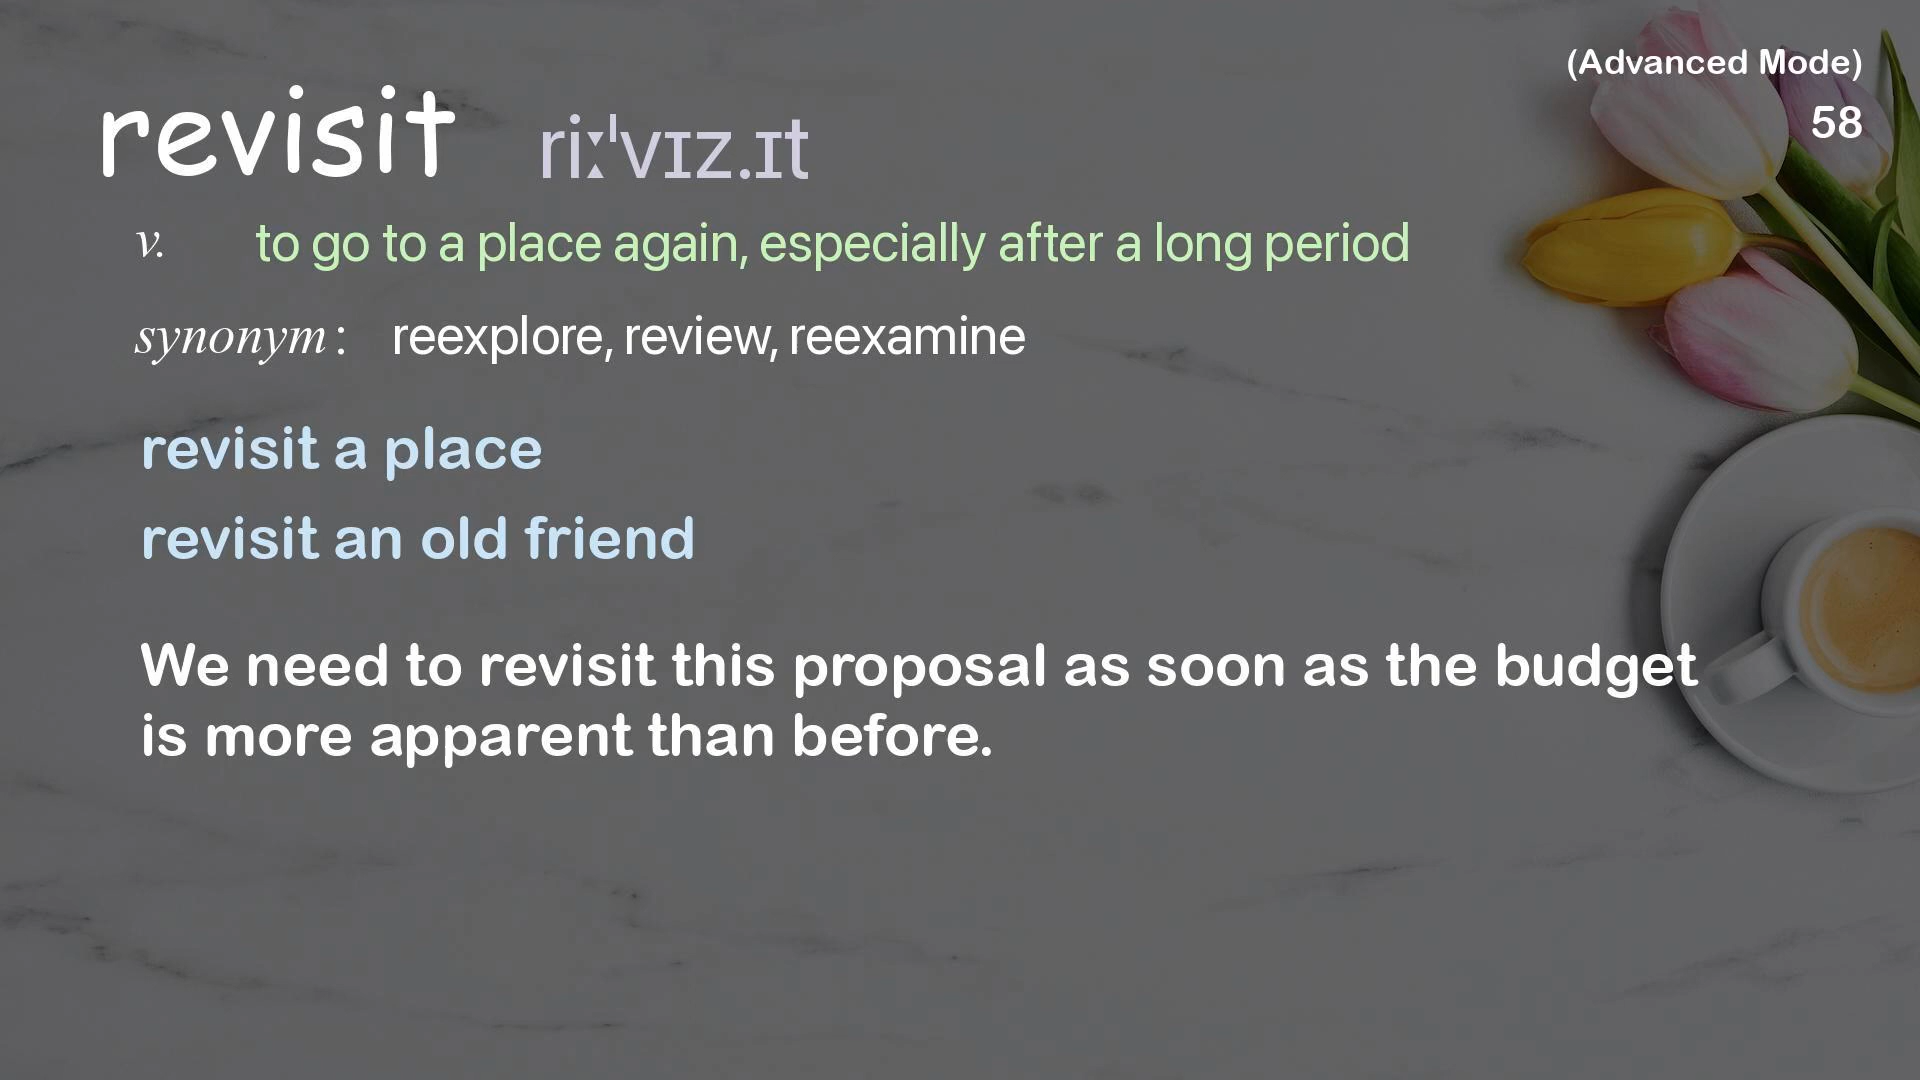 (Advanced Mode)
58
revisit riːˈvɪz.ɪt
v. to go to a place again, especially after a long period
synonym : reexplore, review, reexamine
revisit a place
revisit an old friend
We need to revisit this proposal as soon as the budget
is more apparent than before.